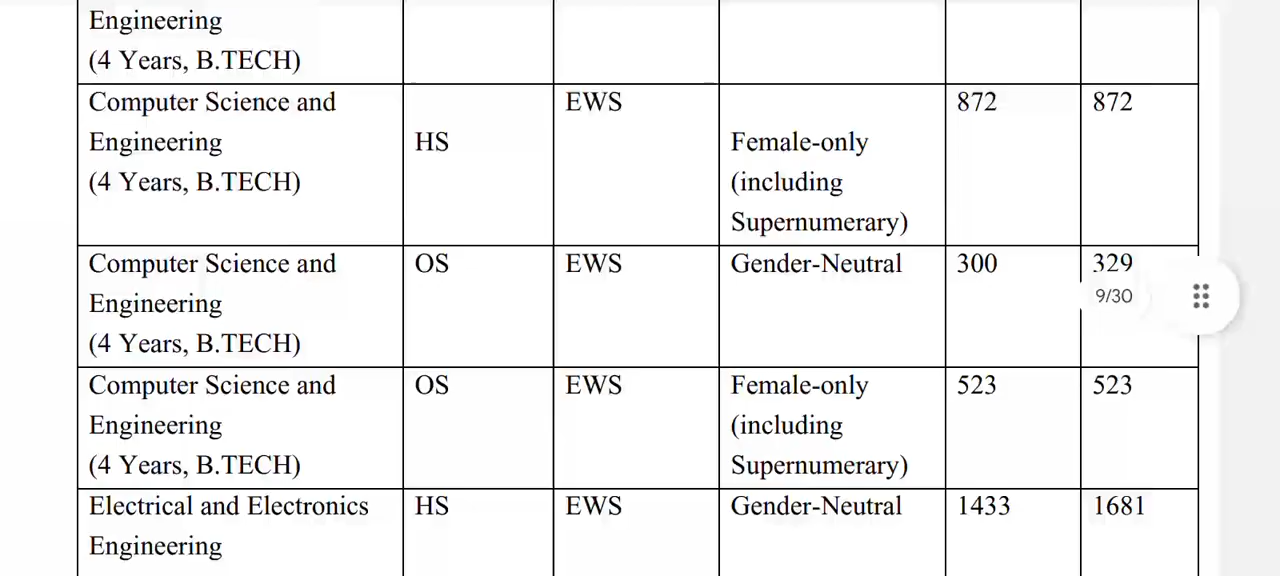 Engineering
(4 Years, B.TECH)
Computer Science and EWS 872 872
Engineering HS Female-only
(4 Years, B.TECH) (including
Supernumerary)
Computer Science and OS EWS Gender-Neutral 300 329
Engineering 9/30
(4 Years, B.TECH)
Computer Science and OS EWS Female-only 523 523
Engineering (including
(4 Years, B.TECH) Supernumerary)
Electrical and Electronics HS EWS Gender-Neutral 1433 1681
Engineering